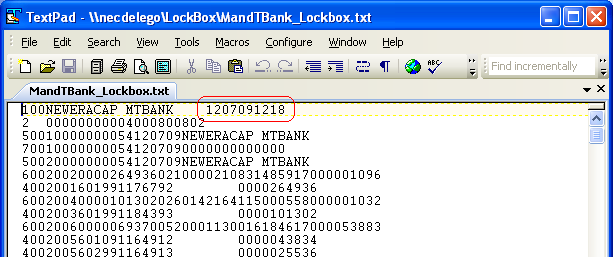 TextPad - \\necdelego\LockBox\MandTBank_Lockbox.txt
File Edit Search View Tools Macros Configure Window Help
ABC Find incrementally
MandTBank_Lockbox.txt
100NEWERACAP MTBANK    1207091218
2  00000000004000800802
5001000000054120709NEWERACAP MTBANK
7001000000054120709000000000000
5002000000054120709NEWERACAP MTBANK
6002002000026493602100002108314859170000001096
4002001601991176792       0000264936
6002004000010130202601421641150000558000001032
4002003601991184393       0000101302
6002006000006937005200011300161846170000053883
4002005601091164912       0000043834
4002005602991164913       0000025536